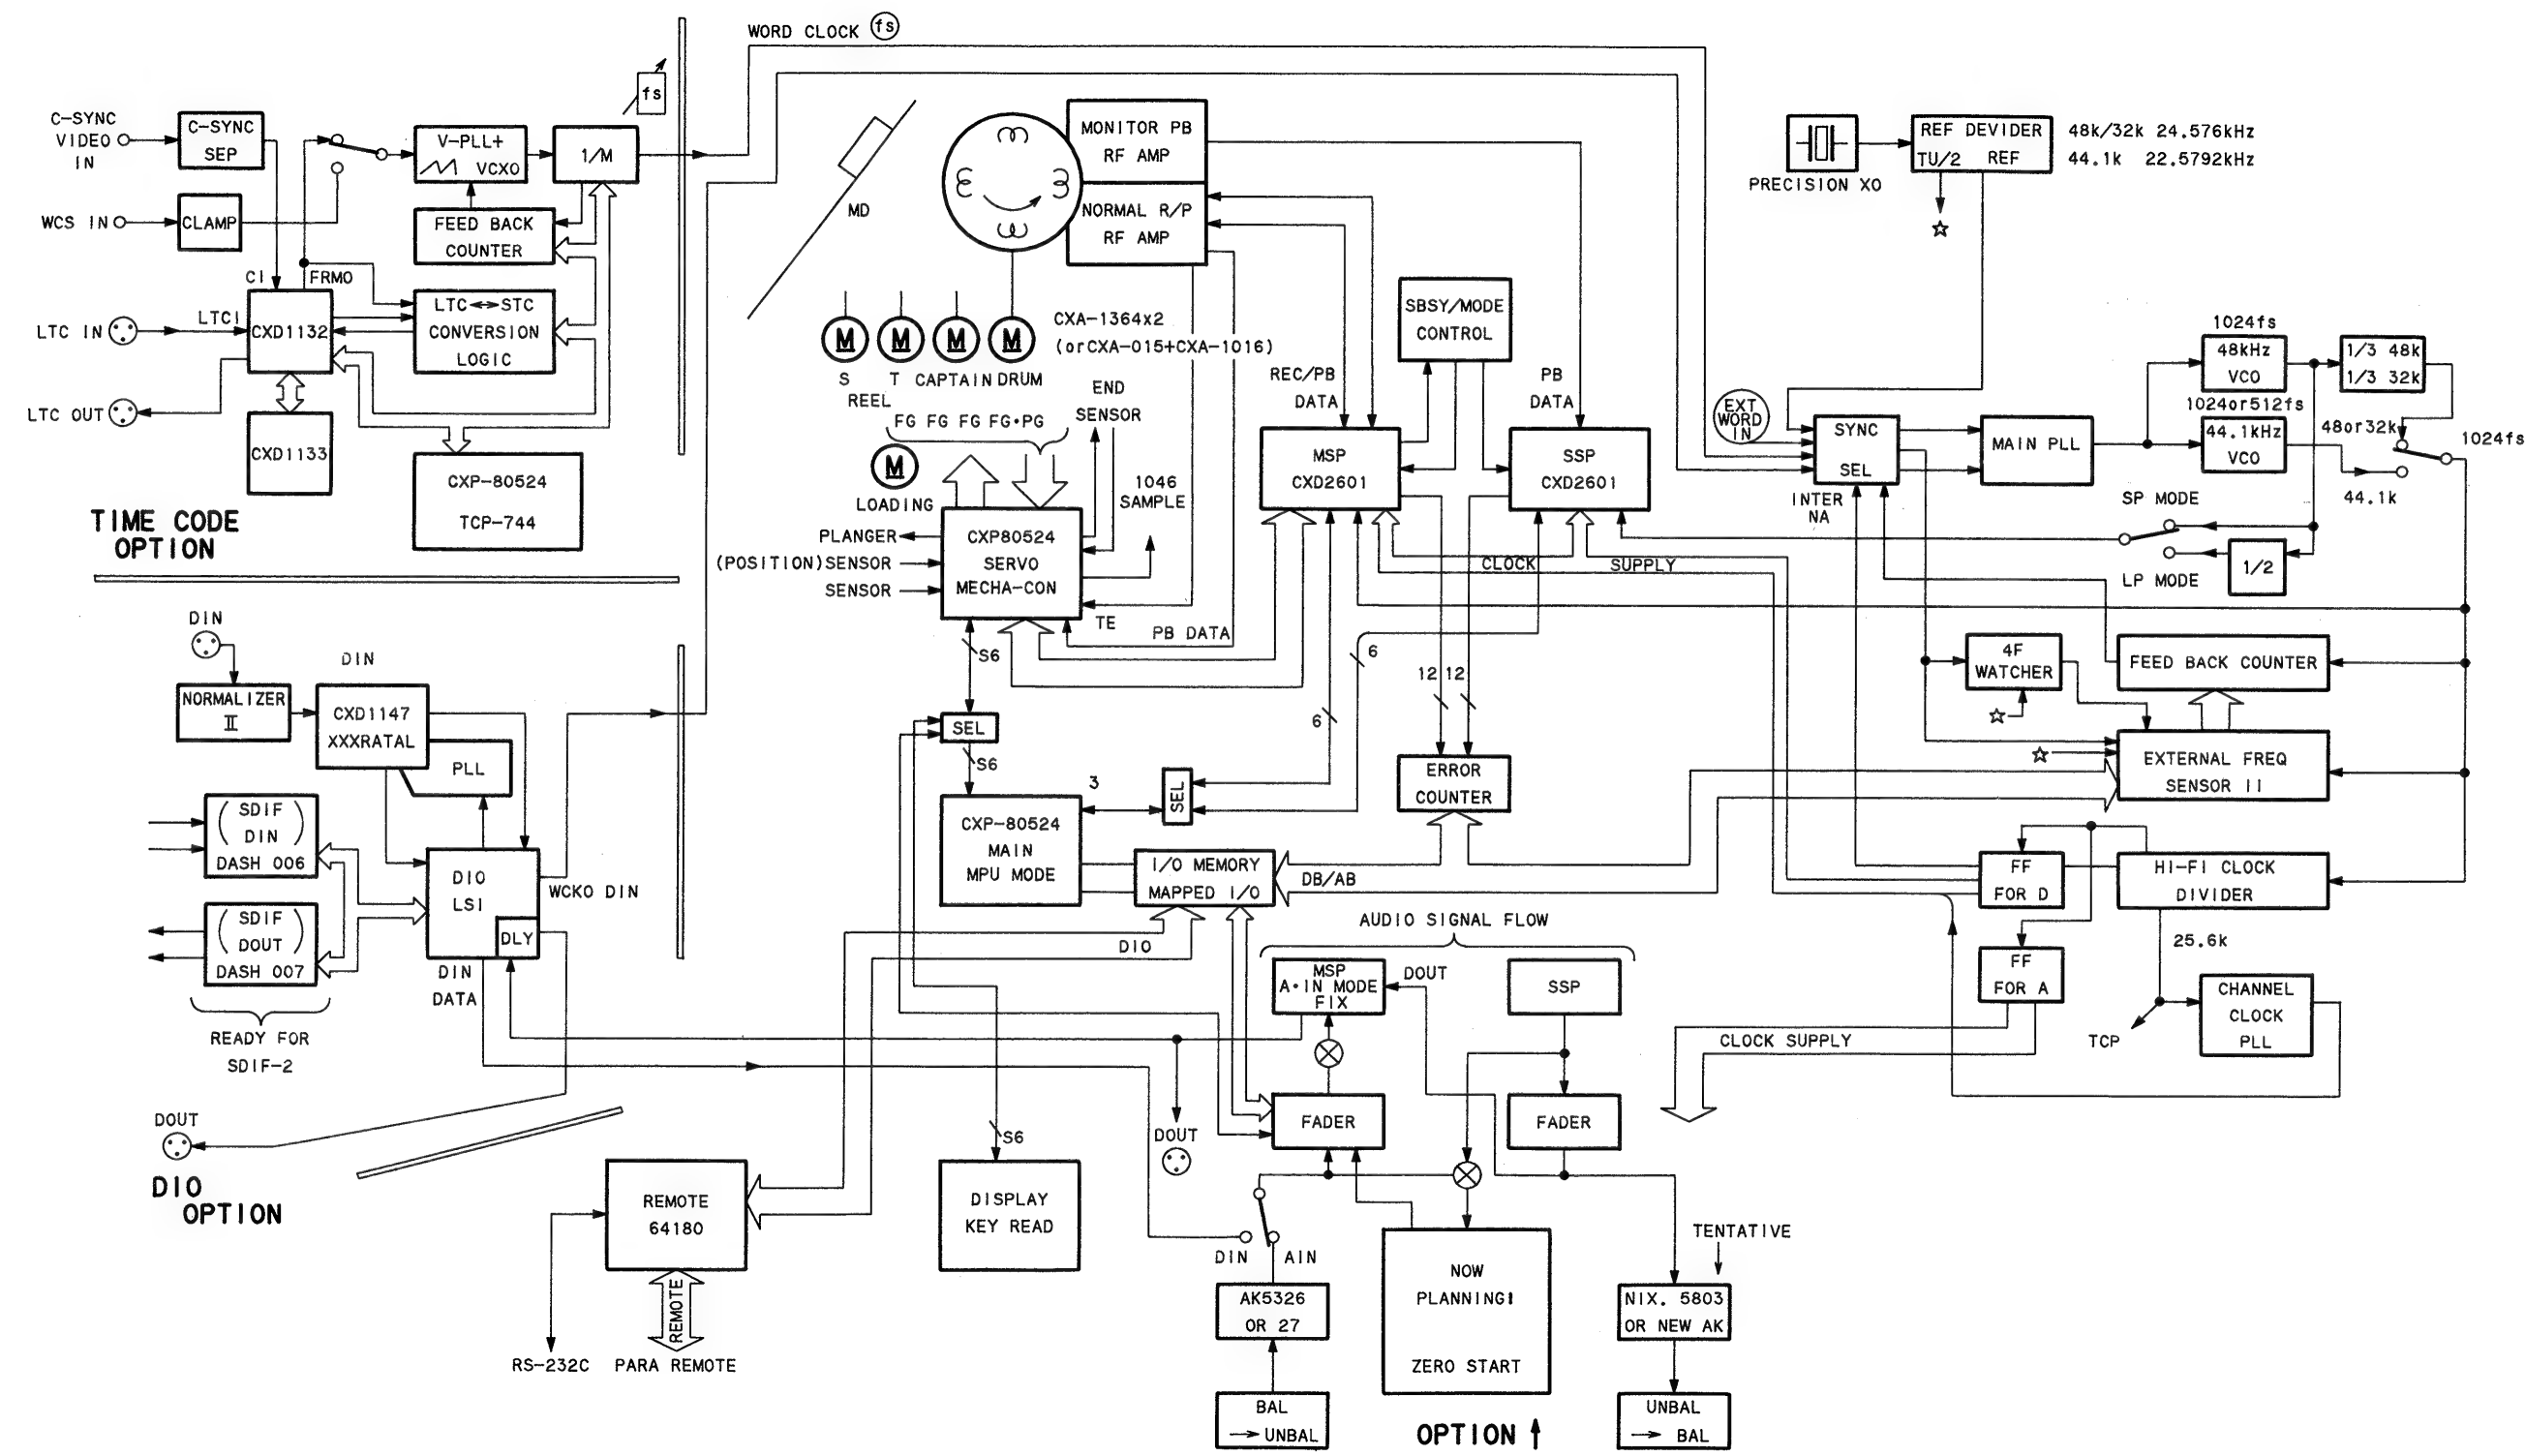 WORD CLOCK fs
fs
C-SYNC
VIDEO
IN
C-SYNC
SEP
V-PLL+
VCXO
1/M
WCS IN
CLAMP
FEED BACK
COUNTER
CI
FRMO
LTC IN
LTCI
CXD1132
LTC↔STC
CONVERSION
LOGIC
LTC OUT
CXD1133
CXP-80524
TCP-744
TIME CODE
OPTION
MD
MONITOR PB
RF AMP
NORMAL R/P
RF AMP
CXA-1364x2
(orCXA-015+CXA-1016)
M
M
M
M
S
T
CAPTAIN
DRUM
REEL
FG FG FG FG•PG
END
SENSOR
M
LOADING
1046
SAMPLE
PLANGER
(POSITION)SENSOR
SENSOR
CXP80524
SERVO
MECHA-CON
TE
PB DATA
S6
SEL
S6
SBSY/MODE
CONTROL
REC/PB
DATA
PB
DATA
MSP
CXD2601
SSP
CXD2601
CLOCK
SUPPLY
6
6
12
12
3
SEL
ERROR
COUNTER
CXP-80524
MAIN
MPU MODE
I/O MEMORY
MAPPED I/O
DB/AB
DIO
PRECISION XO
REF DEVIDER
TU/2 REF
48k/32k 24.576kHz
44.1k 22.5792kHz
☆
EXT
WORD
IN
SYNC
SEL
INTER
NA
MAIN PLL
1024fs
48kHz
VCO
1024or512fs
44.1kHz
VCO
1/3 48k
1/3 32k
48or32k
1024fs
44.1k
SP MODE
LP MODE
1/2
4F
WATCHER
☆
FEED BACK COUNTER
☆
EXTERNAL FREQ
SENSOR II
FF
FOR D
HI-FI CLOCK
DIVIDER
FF
FOR A
25.6k
TCP
CHANNEL
CLOCK
PLL
CLOCK SUPPLY
DIN
DIN
NORMALIZER
II
CXD1147
XXXRATAL
PLL
(SDIF
DIN)
DASH 006
(SDIF
DOUT)
DASH 007
DIO
LSI
DLY
WCKO DIN
DIN
DATA
READY FOR
SDIF-2
DOUT
DIO
OPTION
REMOTE
64180
REMOTE
RS-232C
PARA REMOTE
S6
DISPLAY
KEY READ
AUDIO SIGNAL FLOW
MSP
A•IN MODE
FIX
DOUT
SSP
FADER
FADER
DOUT
DIN
AIN
AK5326
OR 27
BAL
→UNBAL
NOW
PLANNING!
ZERO START
OPTION ↑
TENTATIVE
NIX. 5803
OR NEW AK
UNBAL
→ BAL